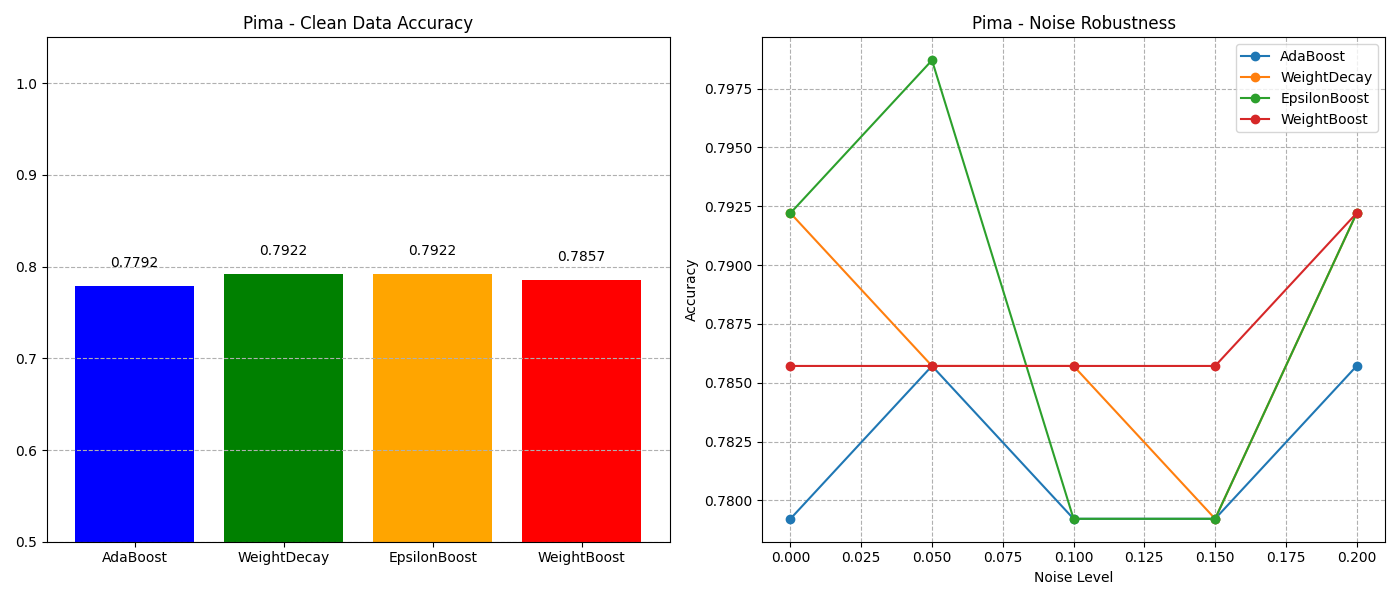 Pima - Clean Data Accuracy
1.0
0.9
0.8
0.7
0.6
0.5
0.7792
0.7922
0.7922
0.7857
AdaBoost
WeightDecay
EpsilonBoost
WeightBoost
Pima - Noise Robustness
AdaBoost
WeightDecay
EpsilonBoost
WeightBoost
Accuracy
0.7975
0.7950
0.7925
0.7900
0.7875
0.7850
0.7825
0.7800
0.000
0.025
0.050
0.075
0.100
0.125
0.150
0.175
0.200
Noise Level